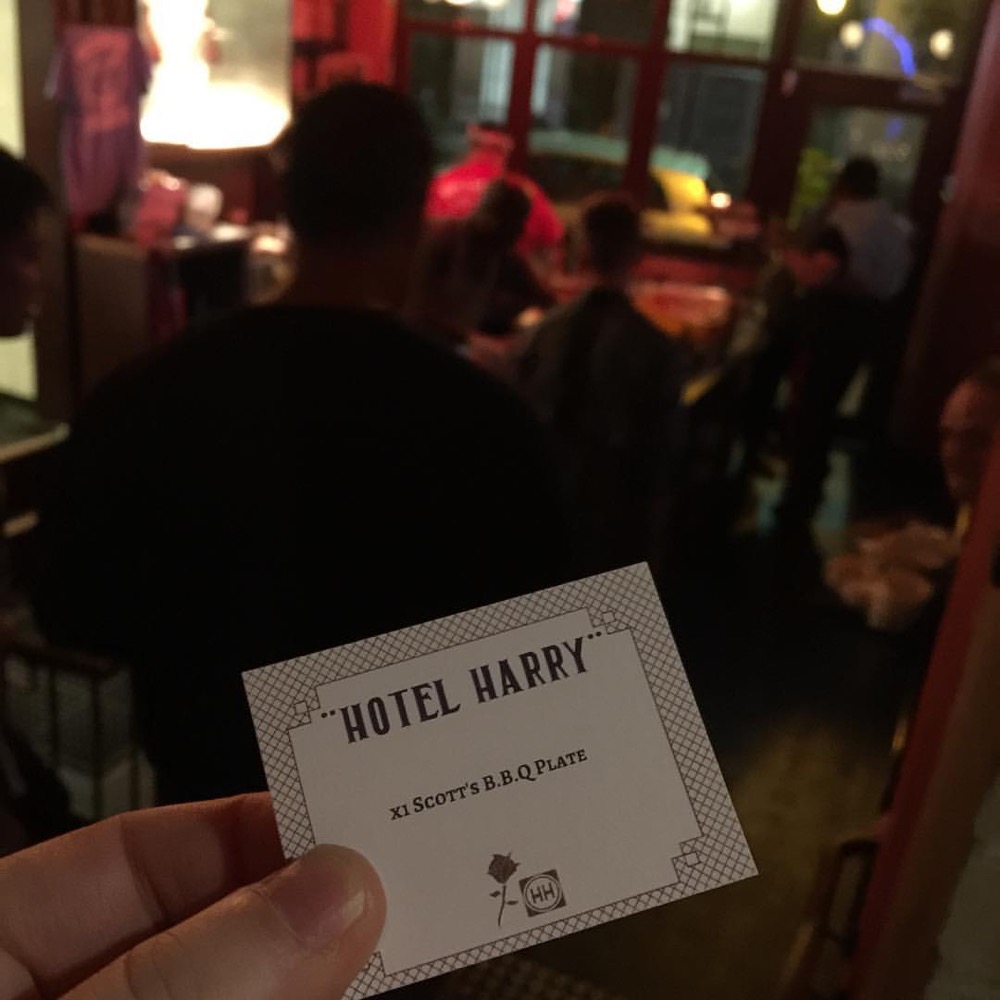 "HOTEL HARRY"
X1 SCOTT'S B.B.Q PLATE
HH